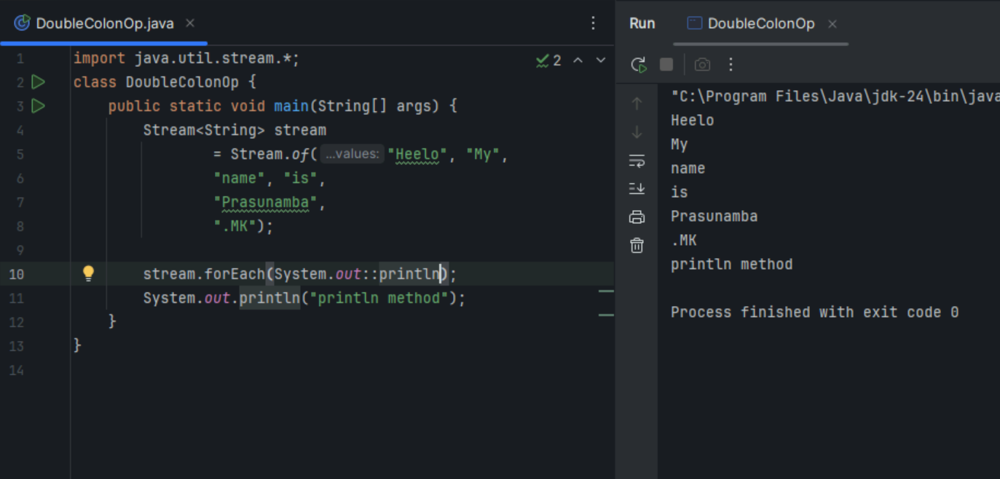 DoubleColonOp.java
1 import java.util.stream.*;
2 class DoubleColonOp {
3 public static void main(String[] args) {
4 Stream<String> stream
5 = Stream.of( ...values: "Heelo", "My",
6 "name", "is",
7 "Prasunamba",
8 ".MK");
9
10 stream.forEach(System.out::println);
11 System.out.println("println method");
12 }
13 }
14
2
Run DoubleColonOp
"C:\Program Files\Java\jdk-24\bin\java
Heelo
My
name
is
Prasunamba
.MK
println method
Process finished with exit code 0